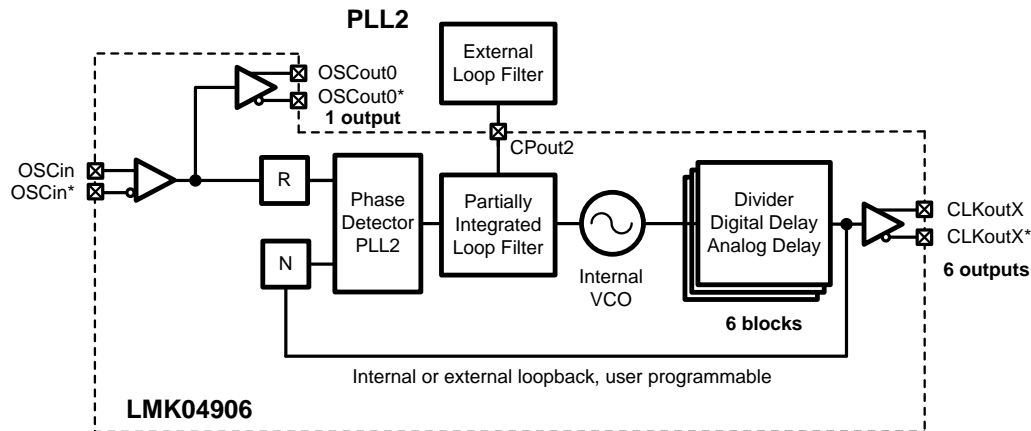 PLL2
External
Loop Filter
OSCout0
OSCout0*
1 output
CPout2
OSCin
OSCin*
R
N
Phase
Detector
PLL2
Partially
Integrated
Loop Filter
Internal
VCO
Divider
Digital Delay
Analog Delay
6 blocks
CLKoutX
CLKoutX*
6 outputs
Internal or external loopback, user programmable
LMK04906